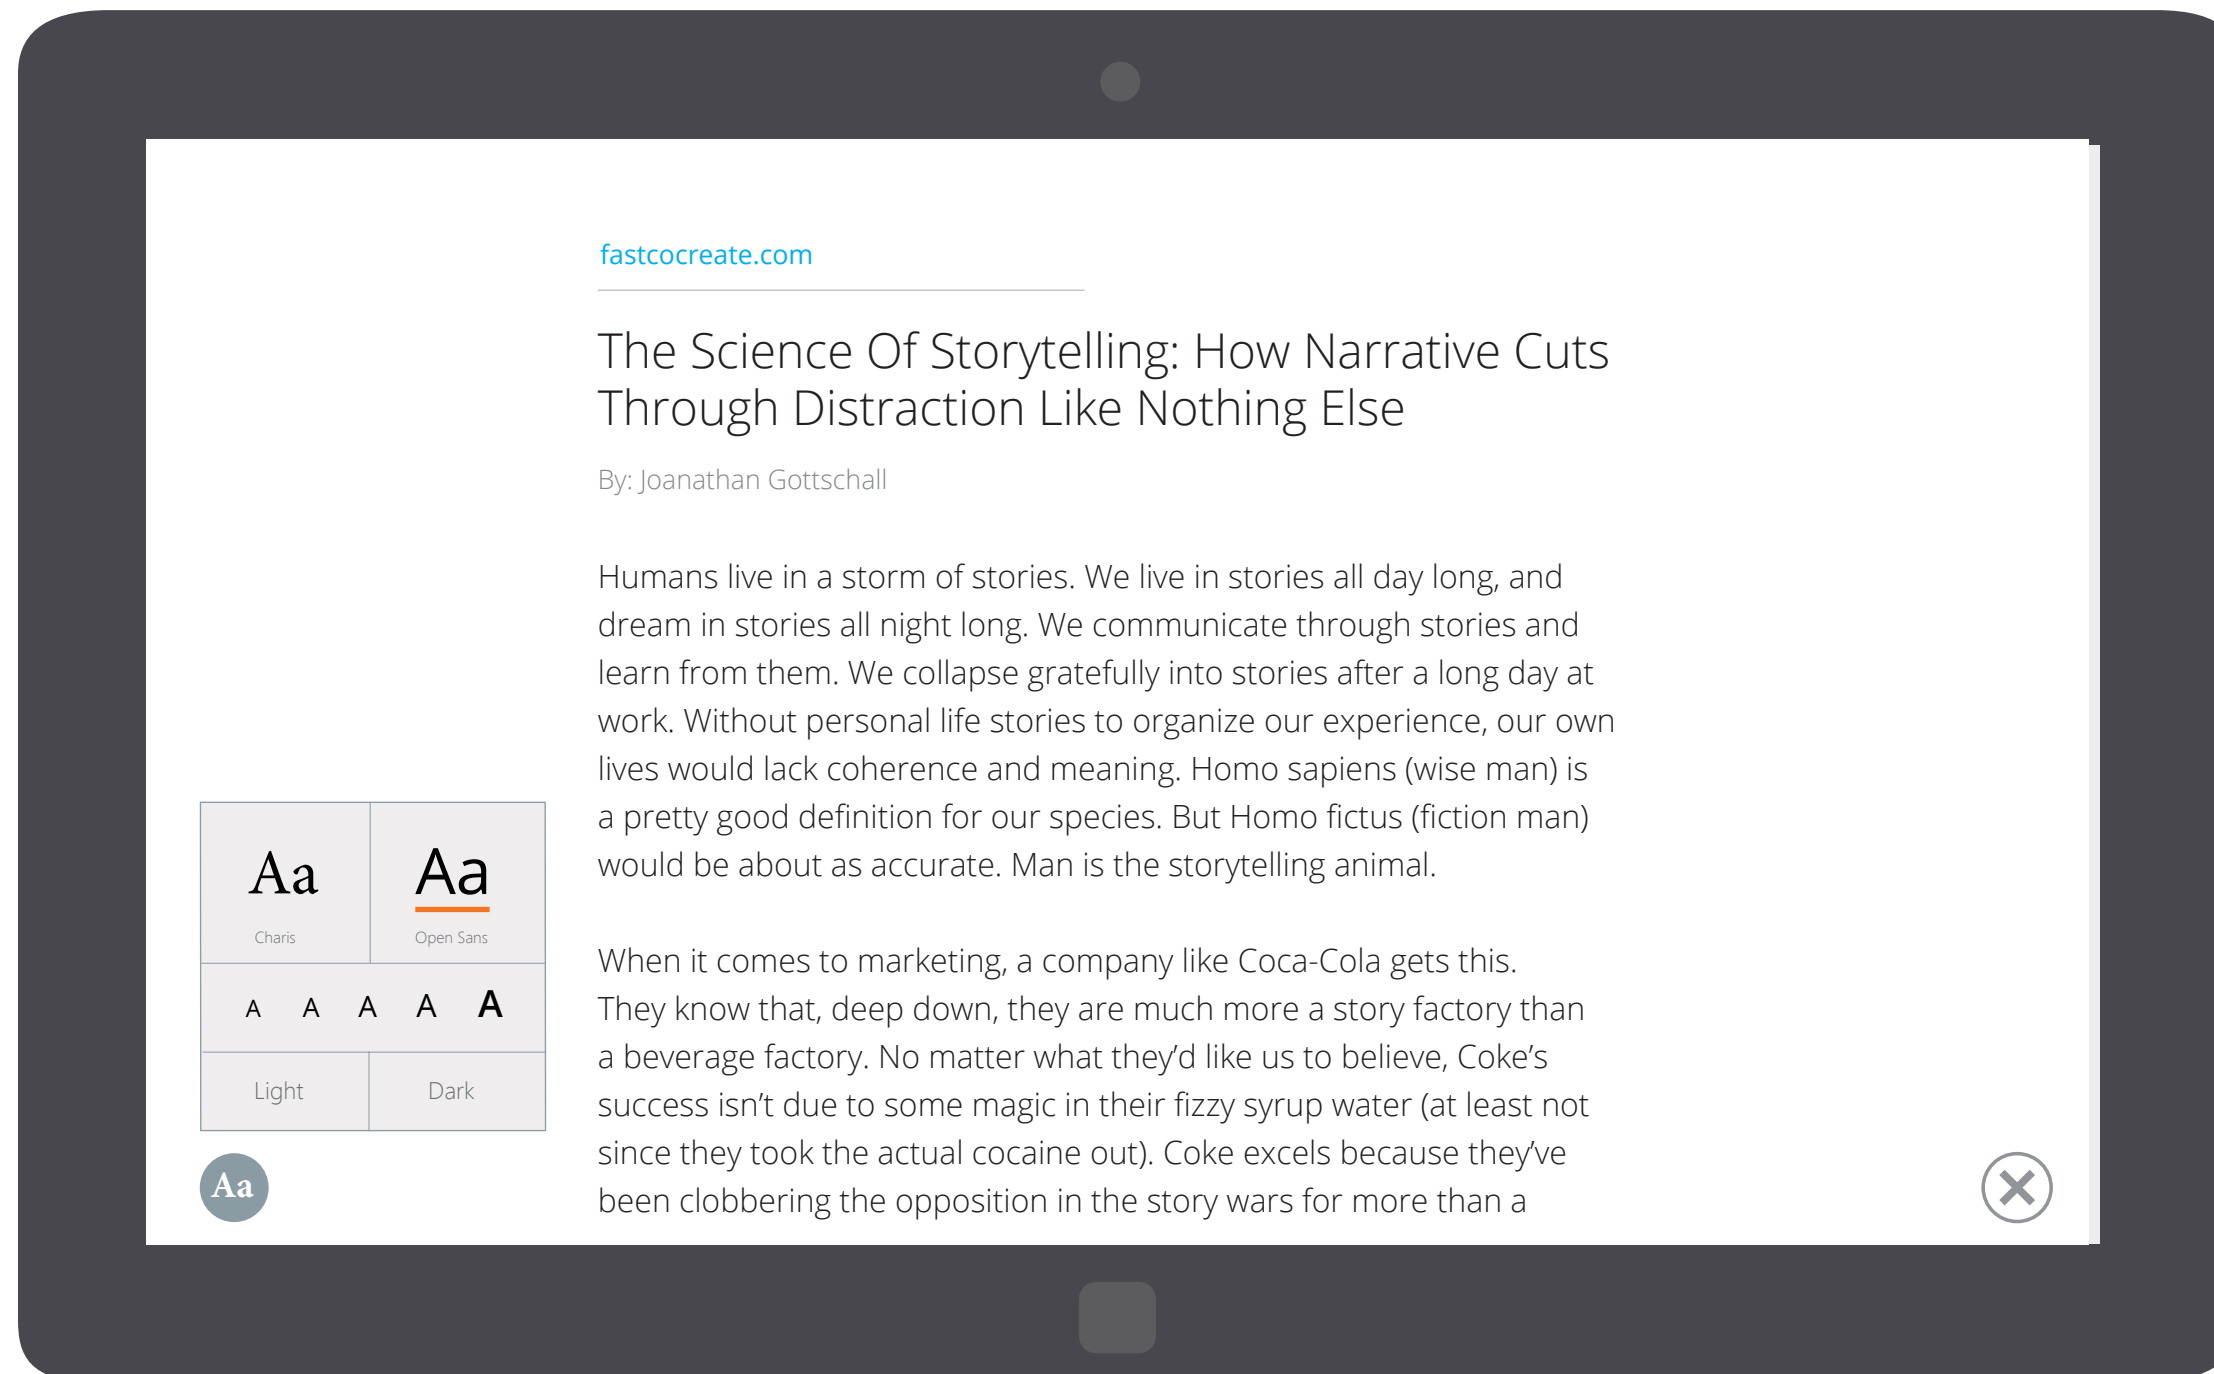 fastcocreate.com
The Science Of Storytelling: How Narrative Cuts
Through Distraction Like Nothing Else
By: Joanathan Gottschall
Humans live in a storm of stories. We live in stories all day long, and
dream in stories all night long. We communicate through stories and
learn from them. We collapse gratefully into stories after a long day at
work. Without personal life stories to organize our experience, our own
lives would lack coherence and meaning. Homo sapiens (wise man) is
a pretty good definition for our species. But Homo fictus (fiction man)
would be about as accurate. Man is the storytelling animal.
When it comes to marketing, a company like Coca-Cola gets this.
They know that, deep down, they are much more a story factory than
a beverage factory. No matter what they’d like us to believe, Coke’s
success isn’t due to some magic in their fizzy syrup water (at least not
since they took the actual cocaine out). Coke excels because they’ve
been clobbering the opposition in the story wars for more than a
Aa Aa
Charis Open Sans
A A A A A
Light Dark
Aa